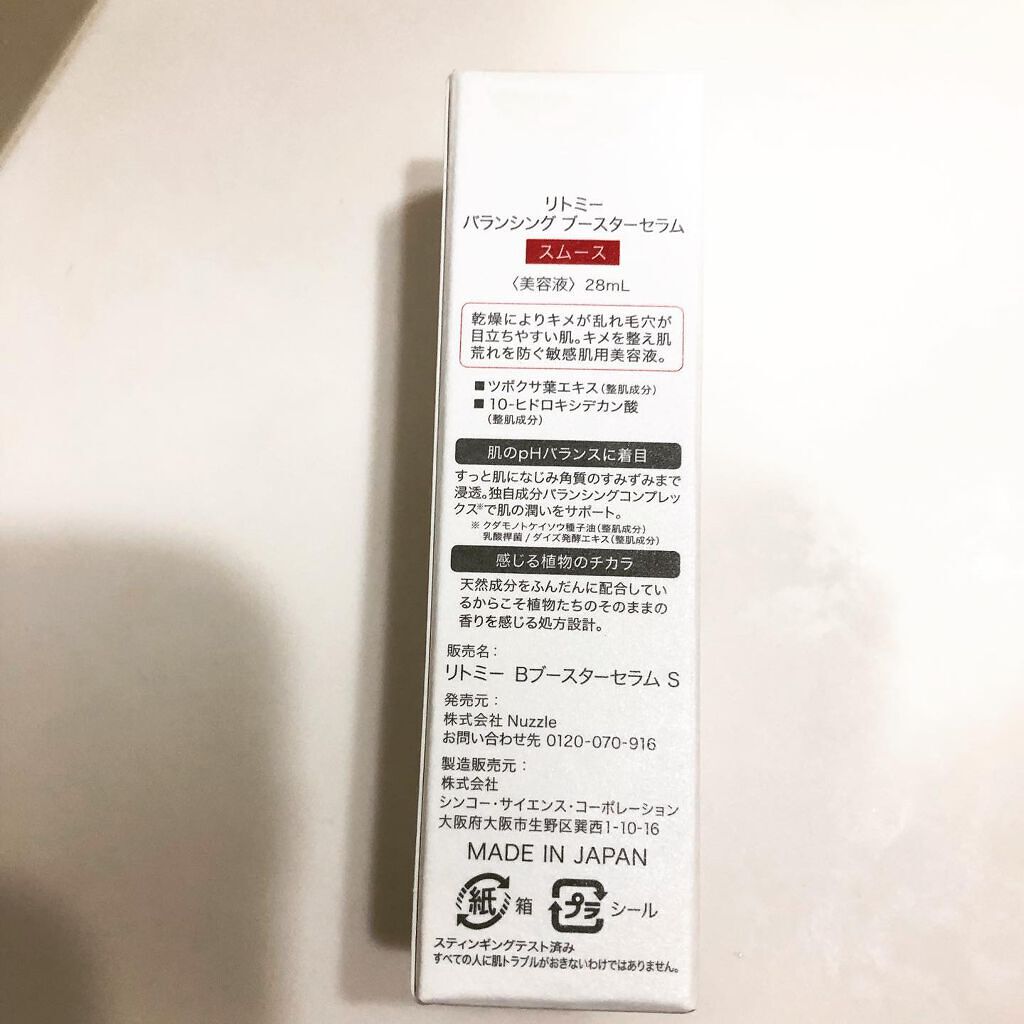 リトミー
バランシング ブースターセラム
スムース
〈美容液〉28mL
乾燥によりキメが乱れ毛穴が
目立ちやすい肌。キメを整え肌
荒れを防ぐ敏感肌用美容液。
■ツボクサ葉エキス（整肌成分）
■10-ヒドロキシデカン酸
（整肌成分）
肌のpHバランスに着目
すっと肌になじみ角質のすみずみまで
浸透。独自成分バランシングコンプレッ
クス※で肌の潤いをサポート。
※ クダモノトケイソウ種子油（整肌成分）
乳酸桿菌/ダイズ発酵エキス（整肌成分）
感じる植物のチカラ
天然成分をふんだんに配合してい
るからこそ植物たちのそのままの
香りを感じる処方設計。
販売名：
リトミー Bブースターセラム S
発売元：
株式会社 Nuzzle
お問い合わせ先 0120-070-916
製造販売元：
株式会社
シンコー・サイエンス・コーポレーション
大阪府大阪市生野区巽西1-10-16
MADE IN JAPAN
紙 箱 プラ シール
スティンギングテスト済み
すべての人に肌トラブルがおきないわけではありません。